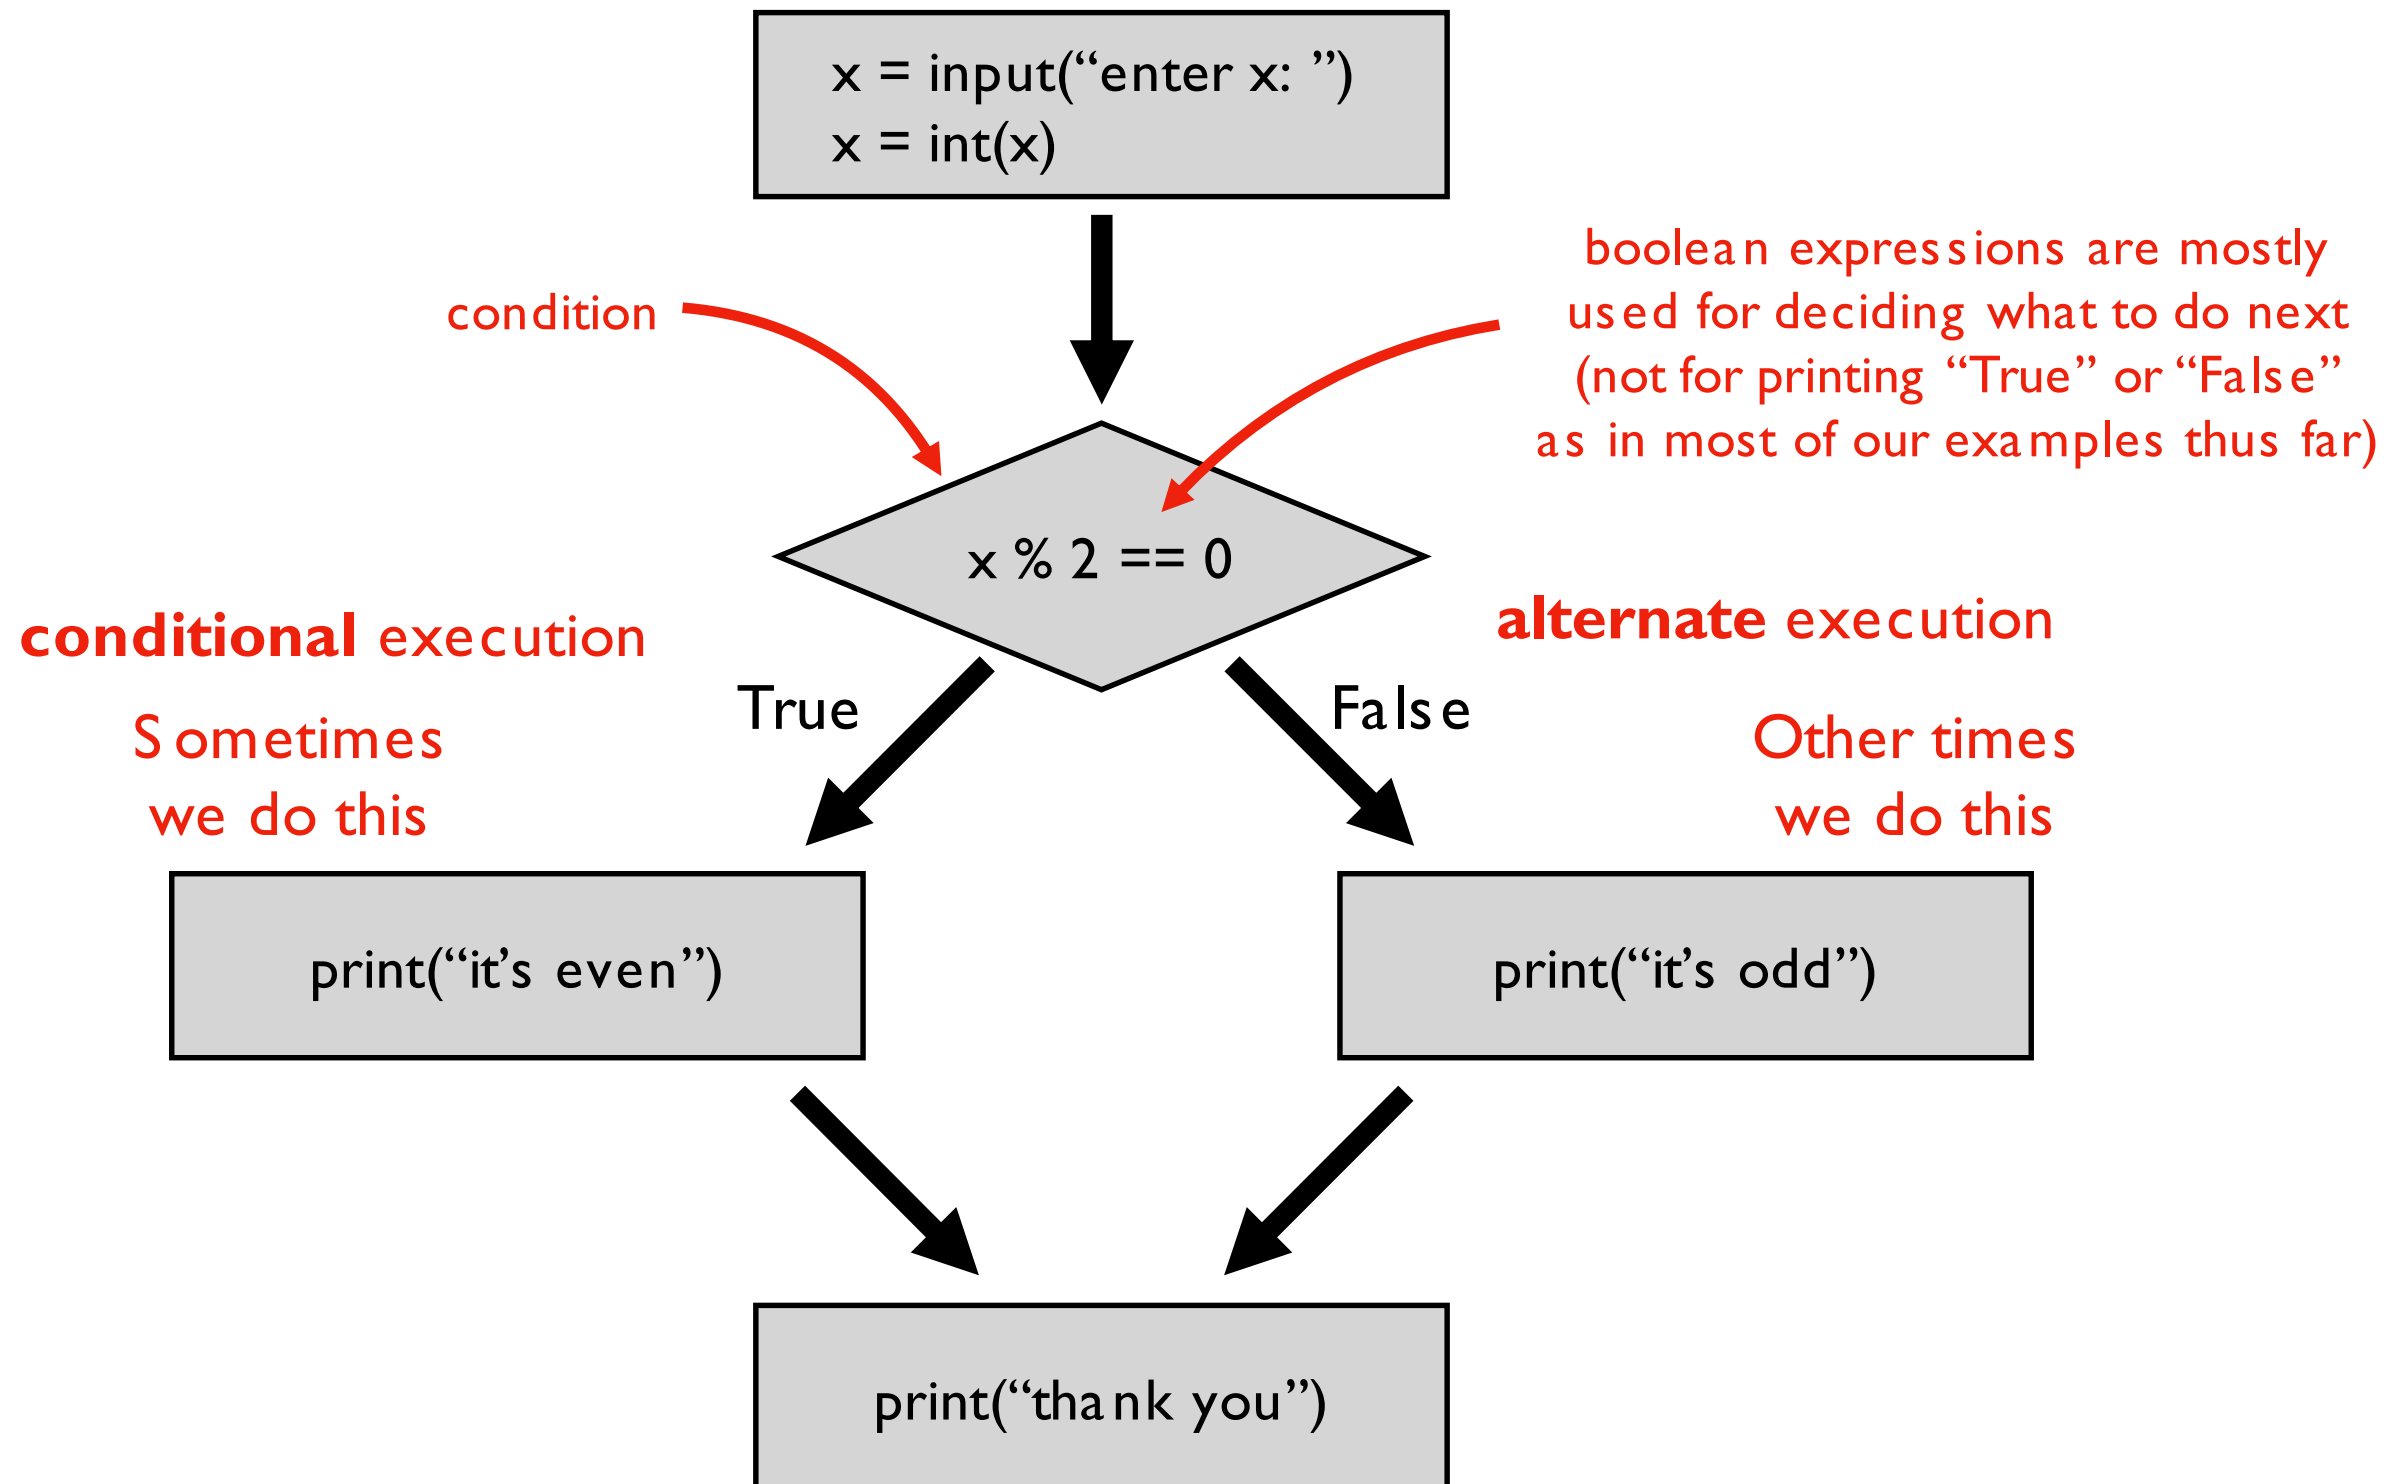 x = input(“enter x: ”)
x = int(x)
condition
boolean expressions are mostly
used for deciding what to do next
(not for printing “True” or “False”
as in most of our examples thus far)
x % 2 == 0
conditional execution
alternate execution
True
False
Sometimes
we do this
Other times
we do this
print(“it’s even”)
print(“it’s odd”)
print(“thank you”)